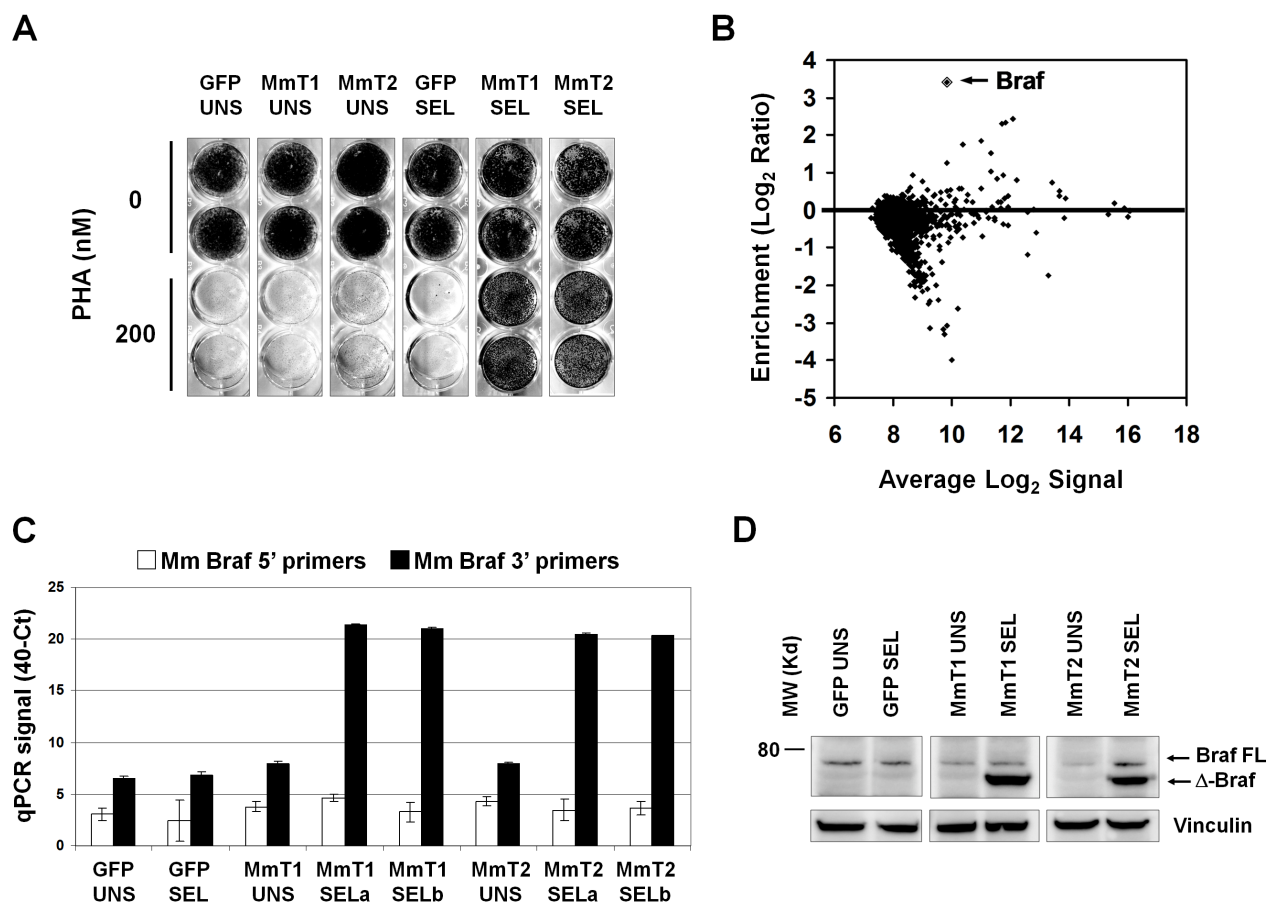 A
GFP UNS
MmT1 UNS
MmT2 UNS
GFP SEL
MmT1 SEL
MmT2 SEL
PHA (nM)
0
200
B
Enrichment (Log2 Ratio)
4
3
2
1
0
-1
-2
-3
-4
-5
Braf
6 8 10 12 14 16 18
Average Log2 Signal
C
Mm Braf 5’ primers
Mm Braf 3’ primers
qPCR signal (40-Ct)
25
20
15
10
5
0
GFP UNS
GFP SEL
MmT1 UNS
MmT1 SELa
MmT1 SELb
MmT2 UNS
MmT2 SELa
MmT2 SELb
D
MW (Kd)
GFP UNS
GFP SEL
MmT1 UNS
MmT1 SEL
MmT2 UNS
MmT2 SEL
80
Braf FL
Δ-Braf
Vinculin